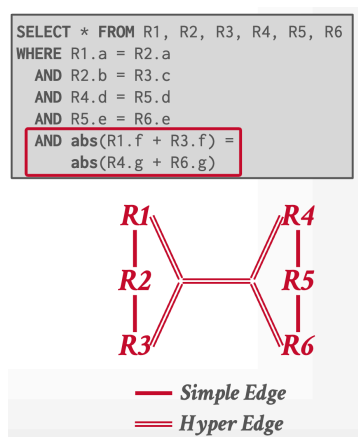 SELECT * FROM R1, R2, R3, R4, R5, R6
WHERE R1.a = R2.a
AND R2.b = R3.c
AND R4.d = R5.d
AND R5.e = R6.e
AND abs(R1.f + R3.f) =
abs(R4.g + R6.g)
R1 R4
R2 R5
R3 R6
Simple Edge
Hyper Edge